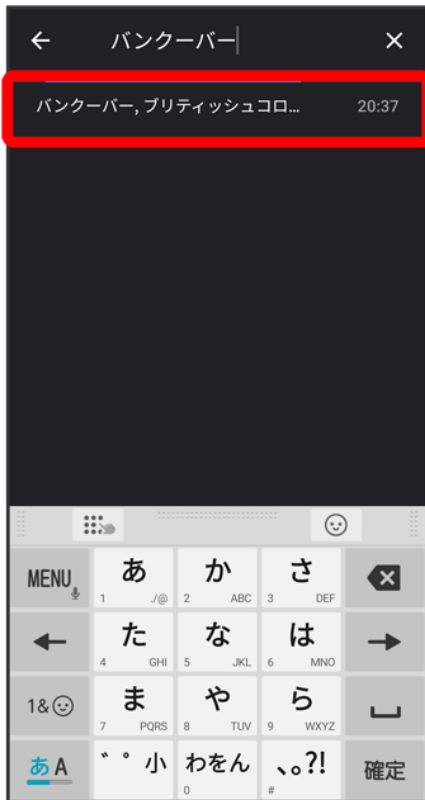 バンクーバー
バンクーバー, ブリティッシュコロ... 20:37
MENU あ 1 ./@ か 2 ABC さ 3 DEF
た 4 GHI な 5 JKL は 6 MNO
1& ま 7 PQRS や 8 TUV ら 9 WXYZ
あA ゛゜小 わをん 0 、。?! # 確定